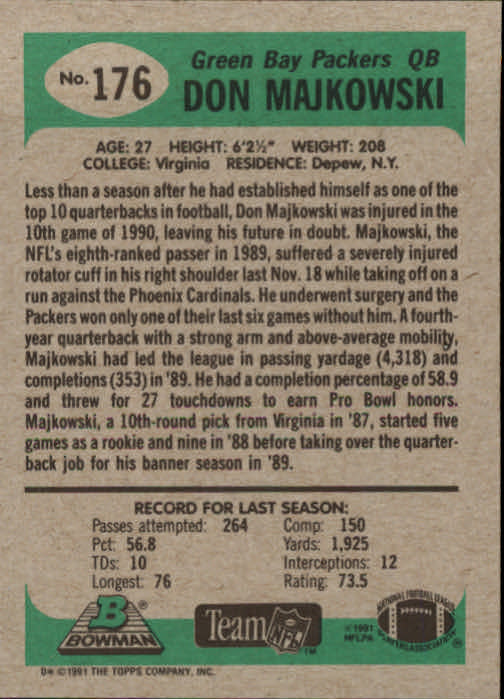 Green Bay Packers QB
No. 176 DON MAJKOWSKI
AGE: 27 HEIGHT: 6'2½" WEIGHT: 208
COLLEGE: Virginia RESIDENCE: Depew, N.Y.
Less than a season after he had established himself as one of the
top 10 quarterbacks in football, Don Majkowski was injured in the
10th game of 1990, leaving his future in doubt. Majkowski, the
NFL's eighth-ranked passer in 1989, suffered a severely injured
rotator cuff in his right shoulder last Nov. 18 while taking off on a
run against the Phoenix Cardinals. He underwent surgery and the
Packers won only one of their last six games without him. A fourth-
year quarterback with a strong arm and above-average mobility,
Majkowski had led the league in passing yardage (4,318) and
completions (353) in '89. He had a completion percentage of 58.9
and threw for 27 touchdowns to earn Pro Bowl honors.
Majkowski, a 10th-round pick from Virginia in '87, started five
games as a rookie and nine in '88 before taking over the quarter-
back job for his banner season in '89.
RECORD FOR LAST SEASON:
Passes attempted: 264 Comp: 150
Pct: 56.8 Yards: 1,925
TDs: 10 Interceptions: 12
Longest: 76 Rating: 73.5
B®
BOWMAN
Team NFL™
©1991
NFLPA
NATIONAL FOOTBALL LEAGUE
PLAYERS ASSOCIATION
D* ©1991 THE TOPPS COMPANY, INC.